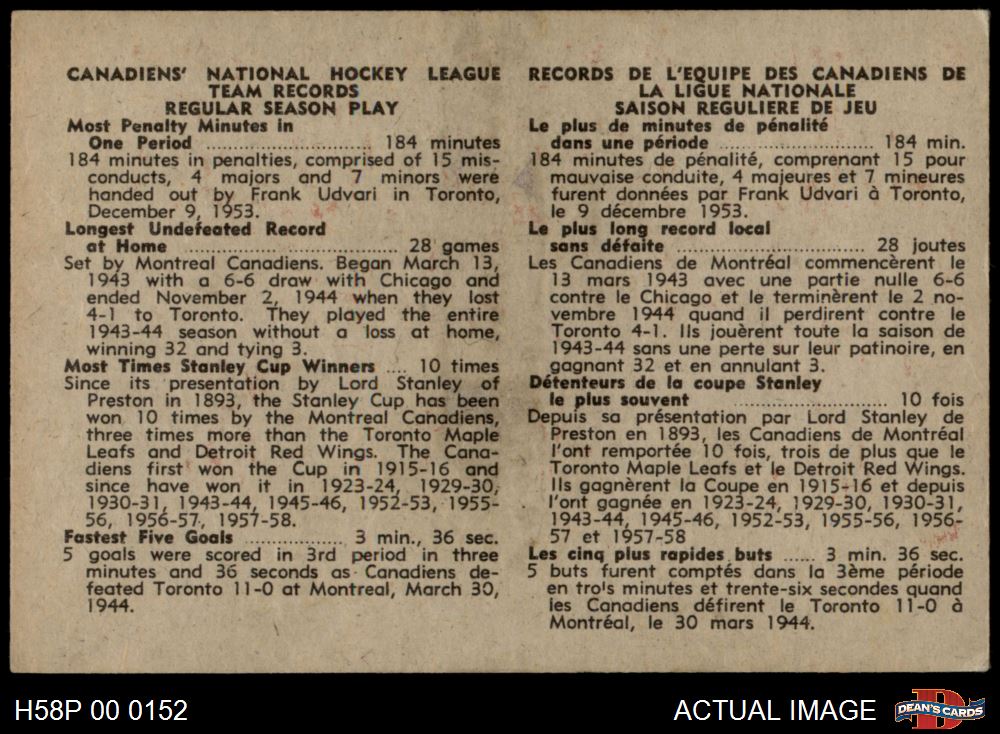 CANADIENS' NATIONAL HOCKEY LEAGUE
TEAM RECORDS
REGULAR SEASON PLAY
Most Penalty Minutes in
One Period ............................ 184 minutes
184 minutes in penalties, comprised of 15 mis-
conducts, 4 majors and 7 minors were
handed out by Frank Udvari in Toronto,
December 9, 1953.
Longest Undefeated Record
at Home .................................... 28 games
Set by Montreal Canadiens. Began March 13,
1943 with a 6-6 draw with Chicago and
ended November 2, 1944 when they lost
4-1 to Toronto. They played the entire
1943-44 season without a loss at home,
winning 32 and tying 3.
Most Times Stanley Cup Winners .... 10 times
Since its presentation by Lord Stanley of
Preston in 1893, the Stanley Cup has been
won 10 times by the Montreal Canadiens,
three times more than the Toronto Maple
Leafs and Detroit Red Wings. The Cana-
diens first won the Cup in 1915-16 and
since have won it in 1923-24, 1929-30,
1930-31, 1943-44, 1945-46, 1952-53, 1955-
56, 1956-57, 1957-58.
Fastest Five Goals ................. 3 min., 36 sec.
5 goals were scored in 3rd period in three
minutes and 36 seconds as Canadiens de-
feated Toronto 11-0 at Montreal, March 30,
1944.
RECORDS DE L'EQUIPE DES CANADIENS DE
LA LIGUE NATIONALE
SAISON REGULIERE DE JEU
Le plus de minutes de pénalité
dans une période .......................... 184 min.
184 minutes de pénalité, comprenant 15 pour
mauvaise conduite, 4 majeures et 7 mineures
furent données par Frank Udvari à Toronto,
le 9 décembre 1953.
Le plus long record local
sans défaite ................................ 28 joutes
Les Canadiens de Montréal commencèrent le
13 mars 1943 avec une partie nulle 6-6
contre le Chicago et le terminèrent le 2 no-
vembre 1944 quand il perdirent contre le
Toronto 4-1. Ils jouèrent toute la saison de
1943-44 sans une perte sur leur patinoire, en
gagnant 32 et en annulant 3.
Détenteurs de la coupe Stanley
le plus souvent .......................... 10 fois
Depuis sa présentation par Lord Stanley de
Preston en 1893, les Canadiens de Montréal
l'ont remportée 10 fois, trois de plus que le
Toronto Maple Leafs et le Detroit Red Wings.
Ils gagnèrent la Coupe en 1915-16 et depuis
l'ont gagnée en 1923-24, 1929-30, 1930-31,
1943-44, 1945-46, 1952-53, 1955-56, 1956-
57 et 1957-58
Les cinq plus rapides buts ...... 3 min. 36 sec.
5 buts furent comptés dans la 3ème période
en trois minutes et trente-six secondes quand
les Canadiens défirent le Toronto 11-0 à
Montréal, le 30 mars 1944.
H58P 00 0152
ACTUAL IMAGE
D
DEAN'S CARDS